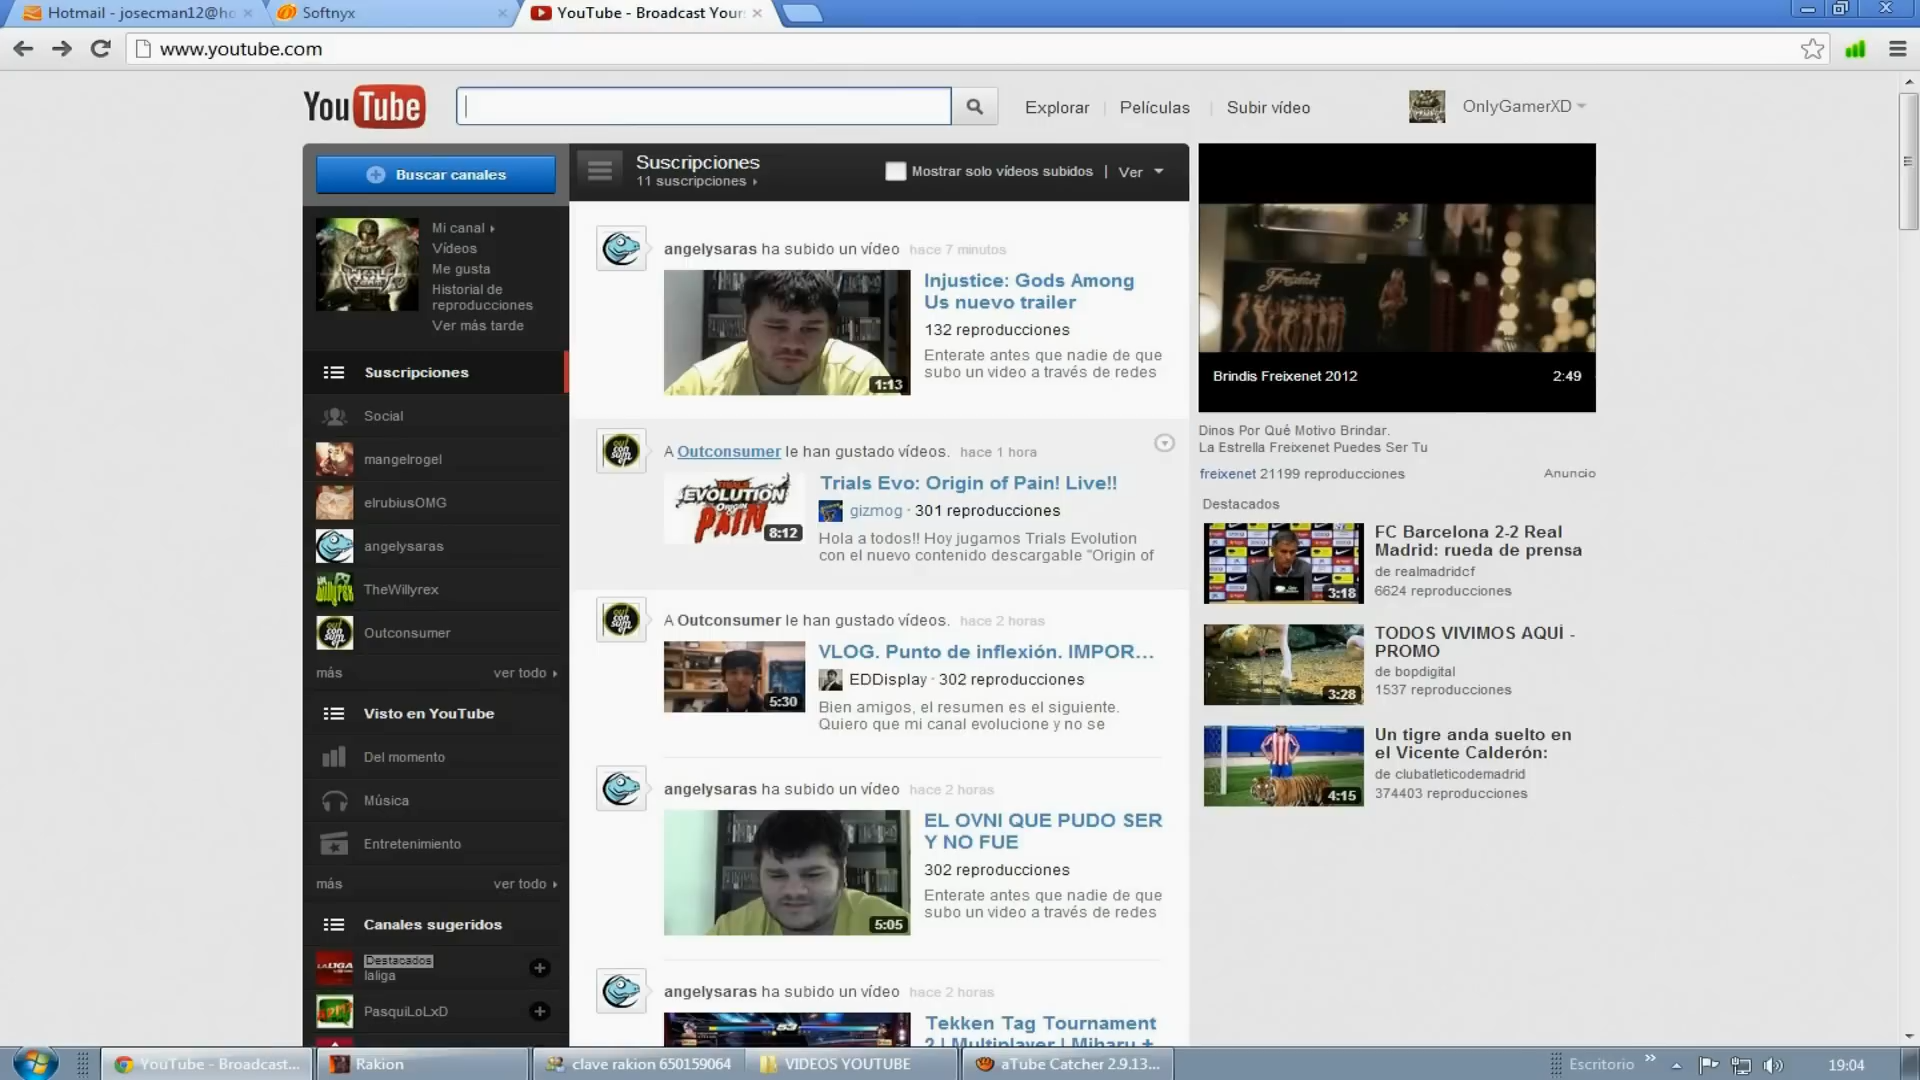 Hotmail - josecman12@ho
Softnyx
YouTube - Broadcast Your
www.youtube.com
YouTube
Explorar | Películas | Subir vídeo
OnlyGamerXD
Buscar canales
Mi canal
Vídeos
Me gusta
Historial de
reproducciones
Ver más tarde
Suscripciones
Social
mangelrogel
elrubiusOMG
angelysaras
TheWillyrex
Outconsumer
más ver todo
Visto en YouTube
Del momento
Música
Entretenimiento
más ver todo
Canales sugeridos
Destacados
laliga
PasquiLoLxD
Suscripciones
11 suscripciones
Mostrar solo vídeos subidos | Ver
angelysaras ha subido un vídeo hace 7 minutos
1:13
Injustice: Gods Among
Us nuevo trailer
132 reproducciones
Enterate antes que nadie de que
subo un video a través de redes
A Outconsumer le han gustado vídeos. hace 1 hora
TRIALS
EVOLUTION
ORIGIN OF
PAIN
8:12
Trials Evo: Origin of Pain! Live!!
gizmog · 301 reproducciones
Hola a todos!! Hoy jugamos Trials Evolution
con el nuevo contenido descargable "Origin of
A Outconsumer le han gustado vídeos. hace 2 horas
5:30
VLOG. Punto de inflexión. IMPOR...
EDDisplay · 302 reproducciones
Bien amigos, el resumen es el siguiente.
Quiero que mi canal evolucione y no se
angelysaras ha subido un vídeo hace 2 horas
5:05
EL OVNI QUE PUDO SER
Y NO FUE
302 reproducciones
Enterate antes que nadie de que
subo un video a través de redes
angelysaras ha subido un vídeo hace 2 horas
Tekken Tag Tournament
2 | Multiplayer | Miharu +
Freixenet
Brindis Freixenet 2012 2:49
Dinos Por Qué Motivo Brindar.
La Estrella Freixenet Puedes Ser Tu
freixenet 21199 reproducciones Anuncio
Destacados
3:18
FC Barcelona 2-2 Real
Madrid: rueda de prensa
de realmadridcf
6624 reproducciones
3:28
TODOS VIVIMOS AQUÍ -
PROMO
de bopdigital
1537 reproducciones
4:15
Un tigre anda suelto en
el Vicente Calderón:
de clubatleticodemadrid
374403 reproducciones
YouTube - Broadcast...
Rakion
clave rakion 650159064
VIDEOS YOUTUBE
aTube Catcher 2.9.13...
Escritorio
19:04